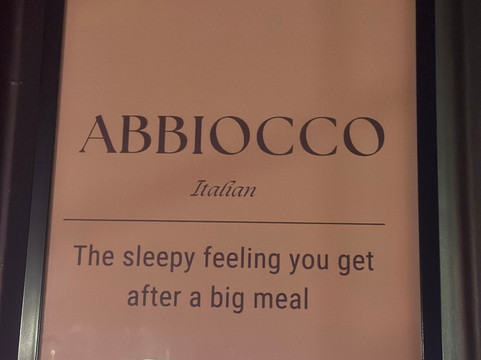 ABBIOCCO
Italian
The sleepy feeling you get
after a big meal